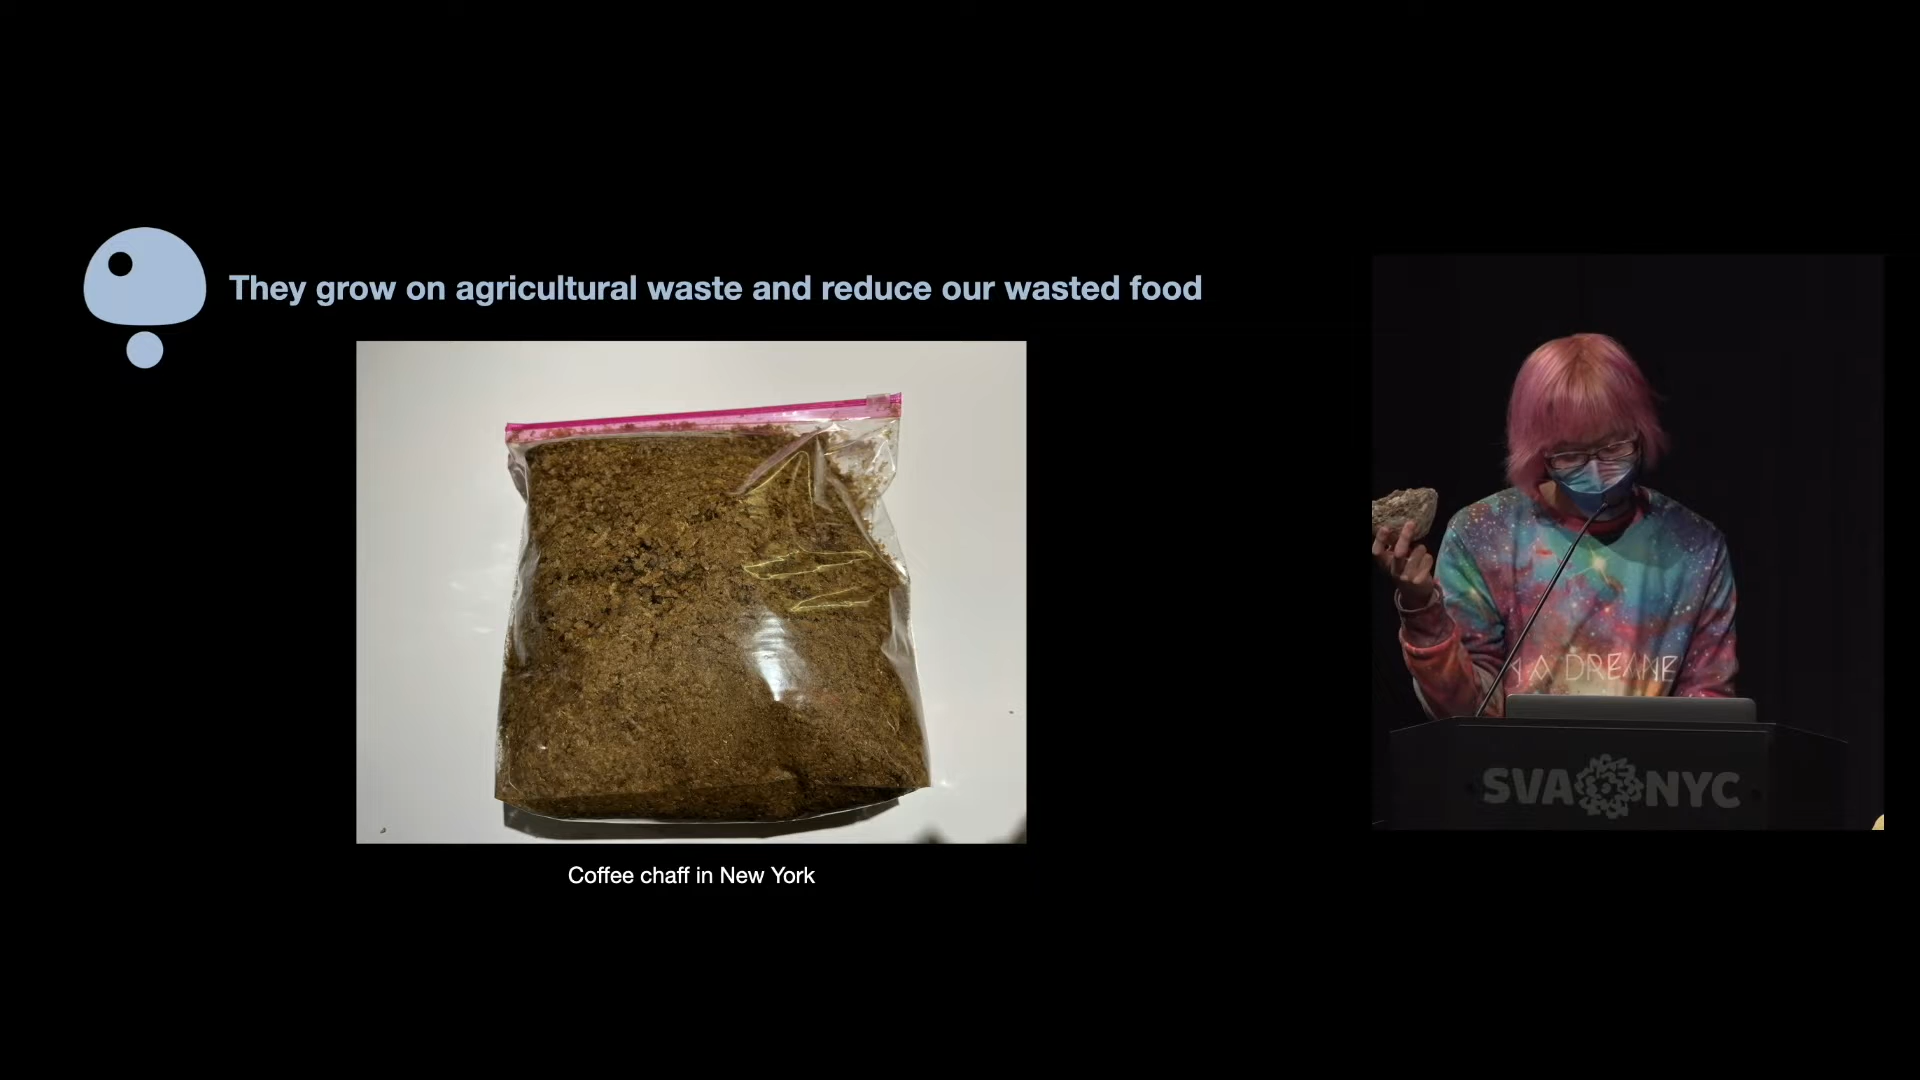 They grow on agricultural waste and reduce our wasted food
Coffee chaff in New York
SVA NYC